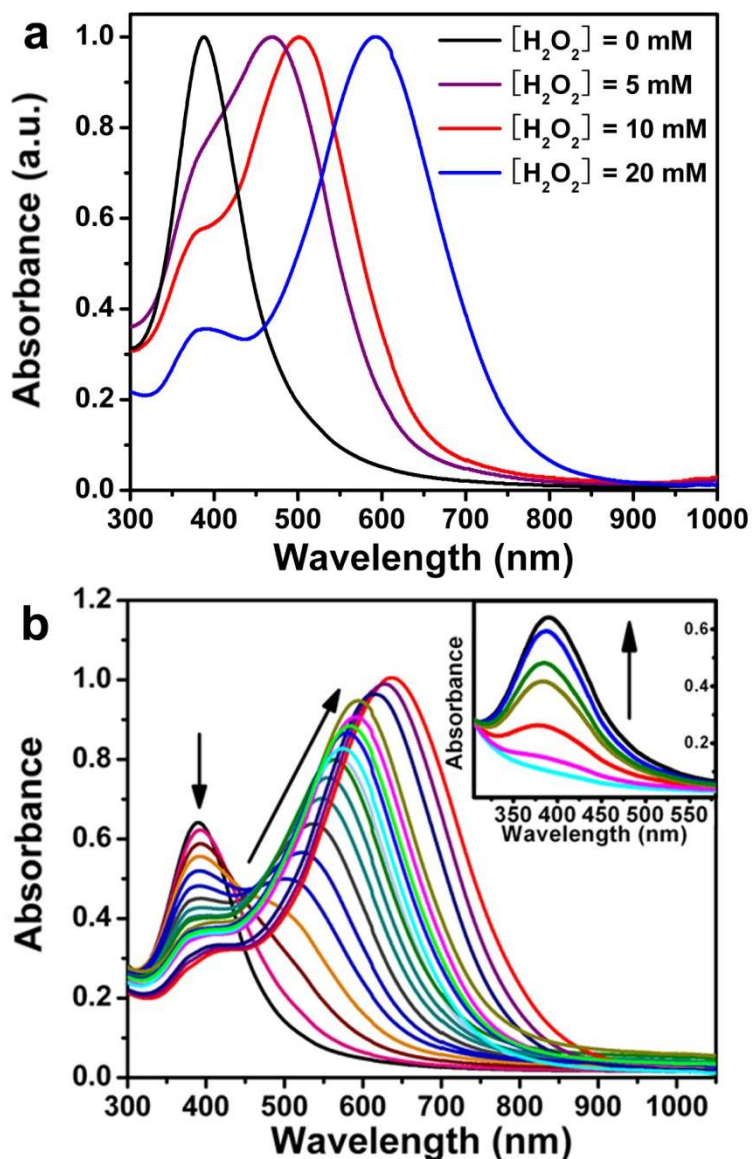 a
Absorbance (a.u.)
1.0
0.8
0.6
0.4
0.2
0.0
[H₂O₂] = 0 mM
[H₂O₂] = 5 mM
[H₂O₂] = 10 mM
[H₂O₂] = 20 mM
300 400 500 600 700 800 900 1000
Wavelength (nm)
b
Absorbance
1.2
1.0
0.8
0.6
0.4
0.2
0.0
Absorbance
0.6
0.4
0.2
350 400 450 500 550
Wavelength (nm)
300 400 500 600 700 800 900 1000
Wavelength (nm)